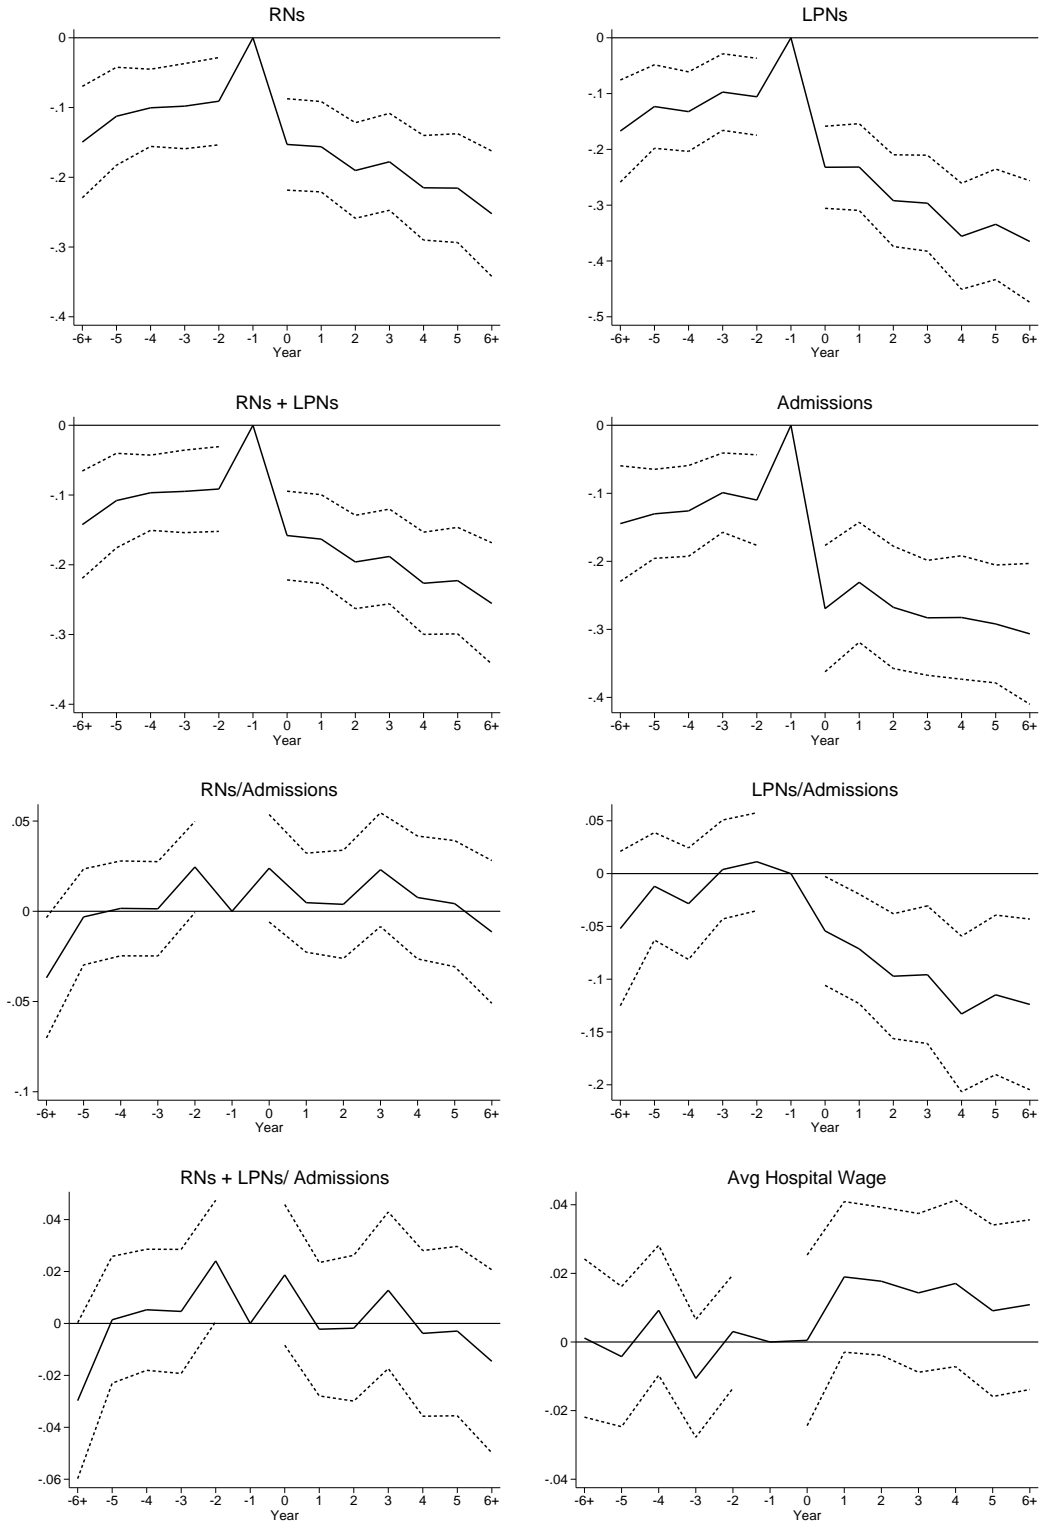 RNs
0
-.1
-.2
-.3
-.4
-6+ -5 -4 -3 -2 -1 0 1 2 3 4 5 6+
Year
LPNs
0
-.1
-.2
-.3
-.4
-.5
-6+ -5 -4 -3 -2 -1 0 1 2 3 4 5 6+
Year
RNs + LPNs
0
-.1
-.2
-.3
-.4
-6+ -5 -4 -3 -2 -1 0 1 2 3 4 5 6+
Year
Admissions
0
-.1
-.2
-.3
-.4
-6+ -5 -4 -3 -2 -1 0 1 2 3 4 5 6+
Year
RNs/Admissions
.05
0
-.05
-.1
-6+ -5 -4 -3 -2 -1 0 1 2 3 4 5 6+
Year
LPNs/Admissions
.05
0
-.05
-.1
-.15
-.2
-6+ -5 -4 -3 -2 -1 0 1 2 3 4 5 6+
Year
RNs + LPNs/ Admissions
.04
.02
0
-.02
-.04
-.06
-6+ -5 -4 -3 -2 -1 0 1 2 3 4 5 6+
Year
Avg Hospital Wage
.04
.02
0
-.02
-.04
-6+ -5 -4 -3 -2 -1 0 1 2 3 4 5 6+
Year